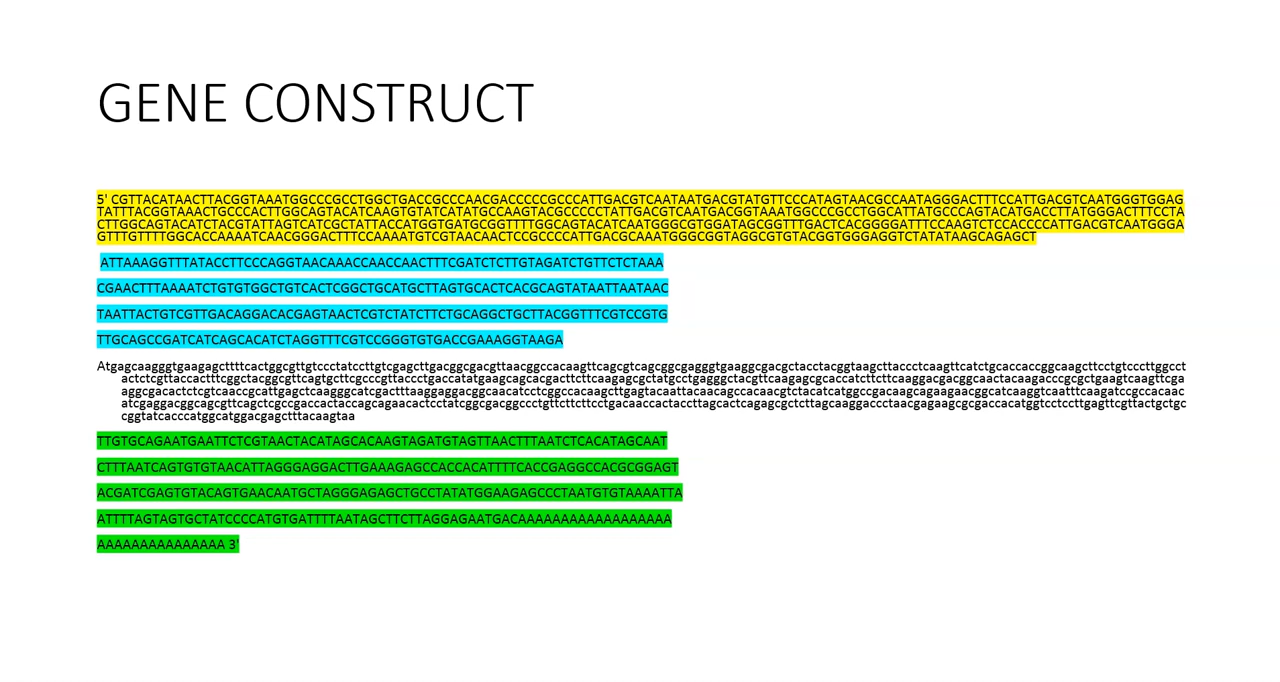 GENE CONSTRUCT
5' CGTTACATAACTTACGGTAAATGGCCCGCCTGGCTGACCGCCCAACGACCCCCGCCCATTGACGTCAATAATGACGTATGTTCCCATAGTAACGCCAATAGGGACTTTCCATTGACGTCAATGGGTGGAG
TATTTACGGTAAACTGCCCACTTGGCAGTACATCAAGTGTATCATATGCCAAGTACGCCCCCTATTGACGTCAATGACGGTAAATGGCCCGCCTGGCATTATGCCCAGTACATGACCTTATGGGACTTTCCTA
CTTGGCAGTACATCTACGTATTAGTCATCGCTATTACCATGGTGATGCGGTTTTGGCAGTACATCAATGGGCGTGGATAGCGGTTTGACTCACGGGGATTTCCAAGTCTCCACCCCATTGACGTCAATGGGA
GTTTGTTTTGGCACCAAAATCAACGGGACTTTCCAAAATGTCGTAACAACTCCGCCCCATTGACGCAAATGGGCGGTAGGCGTGTACGGTGGGAGGTCTATATAAGCAGAGCT
ATTAAAGGTTTATACCTTCCCAGGTAACAAACCAACCAACTTTCGATCTCTTGTAGATCTGTTCTCTAAA
CGAACTTTAAAATCTGTGTGGCTGTCACTCGGCTGCATGCTTAGTGCACTCACGCAGTATAATTAATAAC
TAATTACTGTCGTTGACAGGACACGAGTAACTCGTCTATCTTCTGCAGGCTGCTTACGGTTTCGTCCGTG
TTGCAGCCGATCATCAGCACATCTAGGTTTCGTCCGGGTGTGACCGAAAGGTAAGA
Atgagcaagggtgaagagcttttcactggcgttgtccctatccttgtcgagcttgacggcgacgttaacggccacaagttcagcgtcagcggcgagggtgaaggcgacgctacctacggtaagcttaccctcaagttcatctgcaccaccggcaagcttcctgtcccttggcct
actctcgttaccactttcggctacggcgttcagtgcttcgcccgttaccctgaccatatgaagcagcacgacttcttcaagagcgctatgcctgagggctacgttcaagagcgcaccatcttcttcaaggacgacggcaactacaagacccgcgctgaagtcaagttcga
aggcgacactctcgtcaaccgcattgagctcaagggcatcgactttaaggaggacggcaacatcctcggccacaagcttgagtacaattacaacagccacaacgtctacatcatggccgacaagcagaagaacggcatcaaggtcaatttcaagatccgccacaac
atcgaggacggcagcgttcagctcgccgaccactaccagcagaacactcctatcggcgacggccctgttcttcttcctgacaaccactaccttagcactcagagcgctcttagcaaggaccctaacgagaagcgcgaccacatggtcctccttgagttcgttactgctgc
cggtatcacccatggcatggacgagctttacaagtaa
TTGTGCAGAATGAATTCTCGTAACTACATAGCACAAGTAGATGTAGTTAACTTTAATCTCACATAGCAAT
CTTTAATCAGTGTGTAACATTAGGGAGGACTTGAAAGAGCCACCACATTTTCACCGAGGCCACGCGGAGT
ACGATCGAGTGTACAGTGAACAATGCTAGGGAGAGCTGCCTATATGGAAGAGCCCTAATGTGTAAAATTA
ATTTTAGTAGTGCTATCCCCATGTGATTTTAATAGCTTCTTAGGAGAATGACAAAAAAAAAAAAAAAAAA
AAAAAAAAAAAAAAA 3'